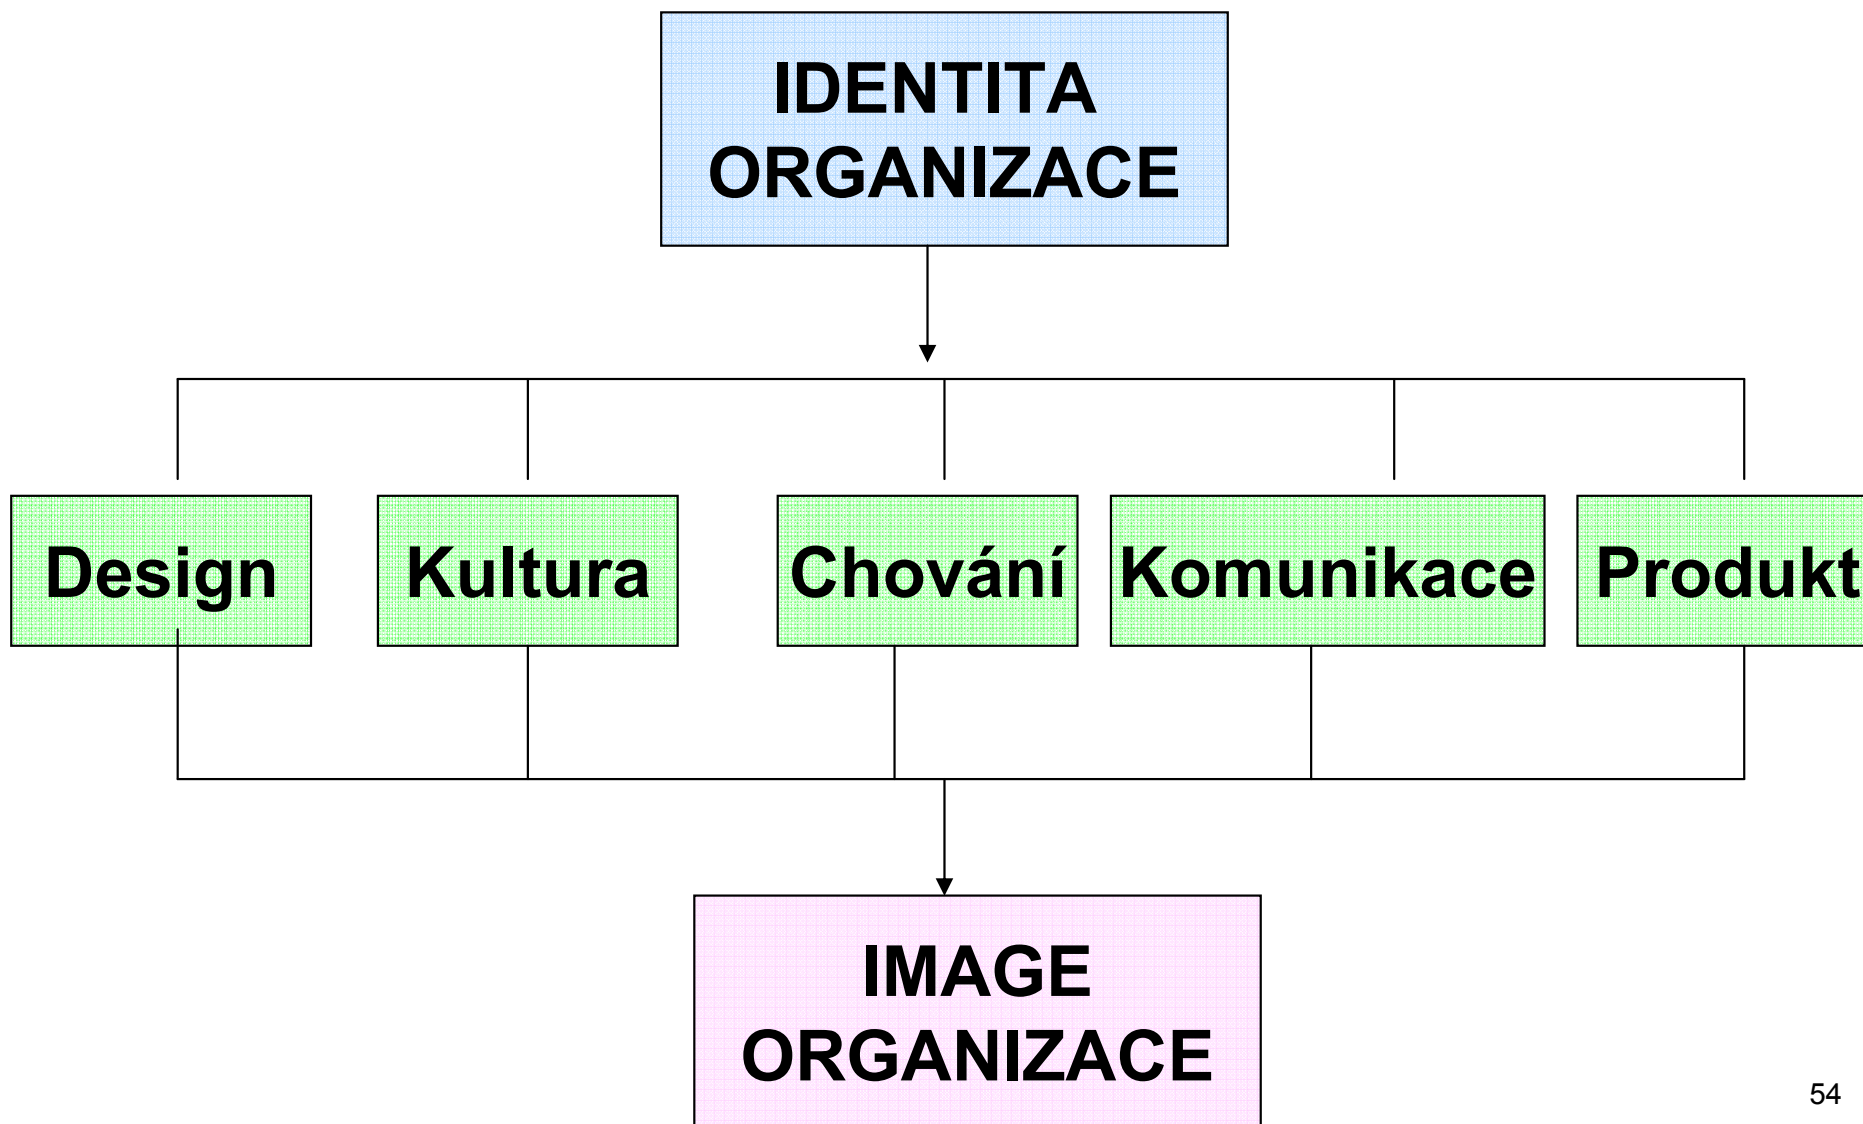 IDENTITA
ORGANIZACE
Design
Kultura
Chování
Komunikace
Produkt
IMAGE
ORGANIZACE
54